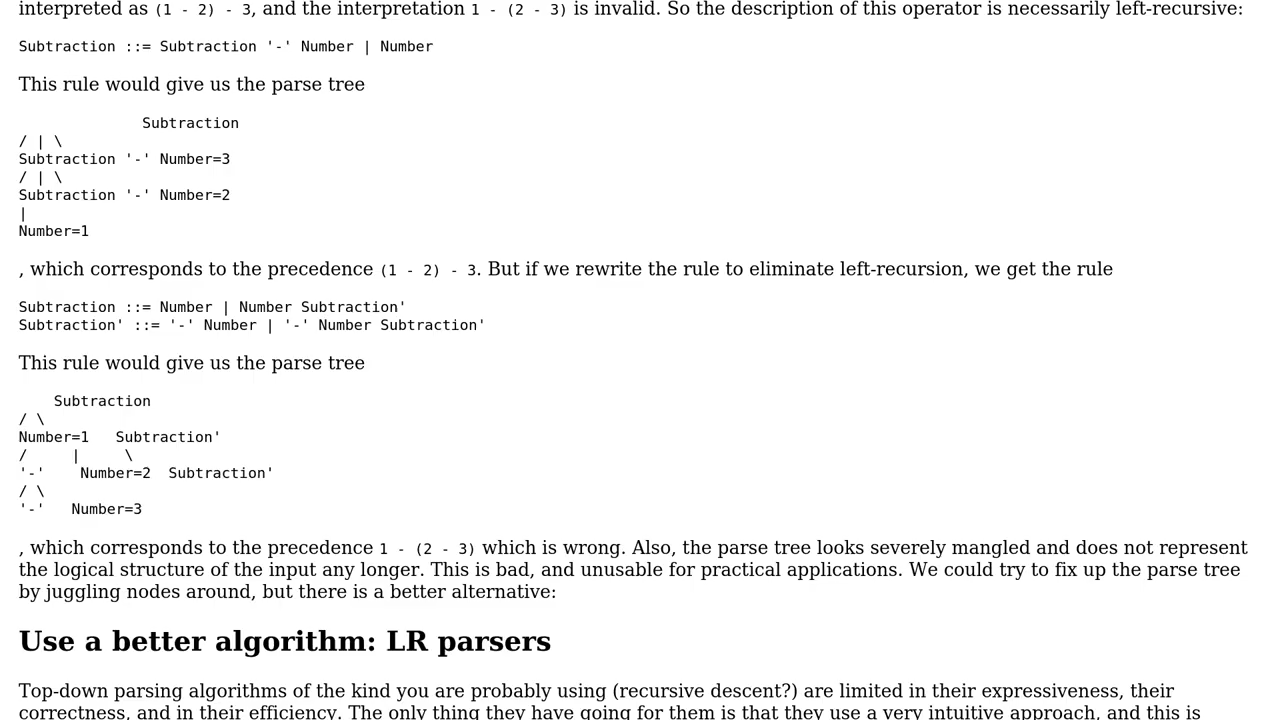 interpreted as (1 - 2) - 3, and the interpretation 1 - (2 - 3) is invalid. So the description of this operator is necessarily left-recursive:
Subtraction ::= Subtraction '-' Number | Number
This rule would give us the parse tree
Subtraction
/ | \
Subtraction '-' Number=3
/ | \
Subtraction '-' Number=2
|
Number=1
, which corresponds to the precedence (1 - 2) - 3. But if we rewrite the rule to eliminate left-recursion, we get the rule
Subtraction ::= Number | Number Subtraction'
Subtraction' ::= '-' Number | '-' Number Subtraction'
This rule would give us the parse tree
Subtraction
/ \
Number=1   Subtraction'
/     |     \
'-'    Number=2  Subtraction'
/ \
'-'   Number=3
, which corresponds to the precedence 1 - (2 - 3) which is wrong. Also, the parse tree looks severely mangled and does not represent
the logical structure of the input any longer. This is bad, and unusable for practical applications. We could try to fix up the parse tree
by juggling nodes around, but there is a better alternative:
Use a better algorithm: LR parsers
Top-down parsing algorithms of the kind you are probably using (recursive descent?) are limited in their expressiveness, their
correctness, and in their efficiency. The only thing they have going for them is that they use a very intuitive approach, and this is